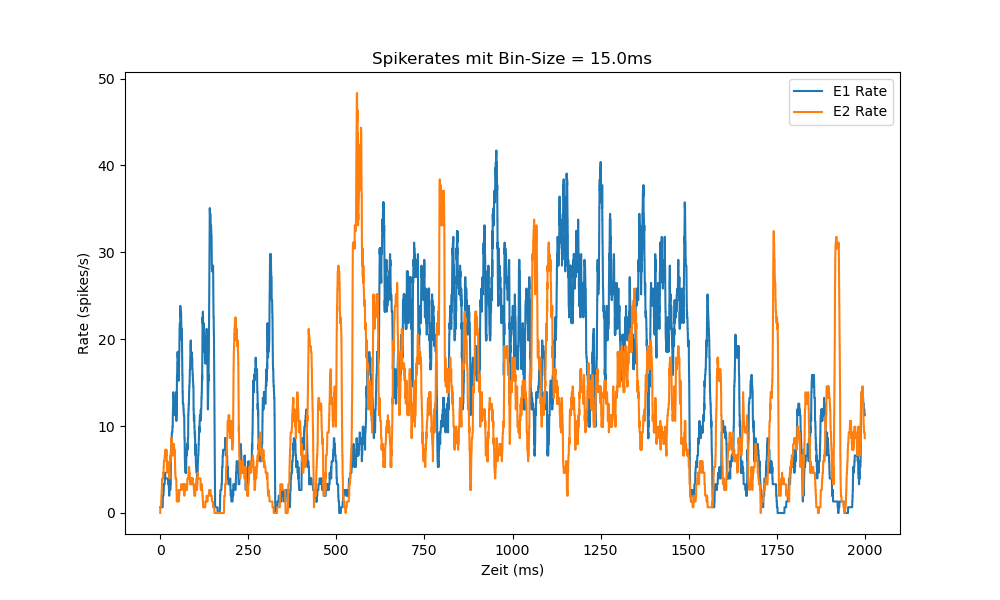 Spikerates mit Bin-Size = 15.0ms
E1 Rate
E2 Rate
Rate (spikes/s)
50
40
30
20
10
0
0 250 500 750 1000 1250 1500 1750 2000
Zeit (ms)